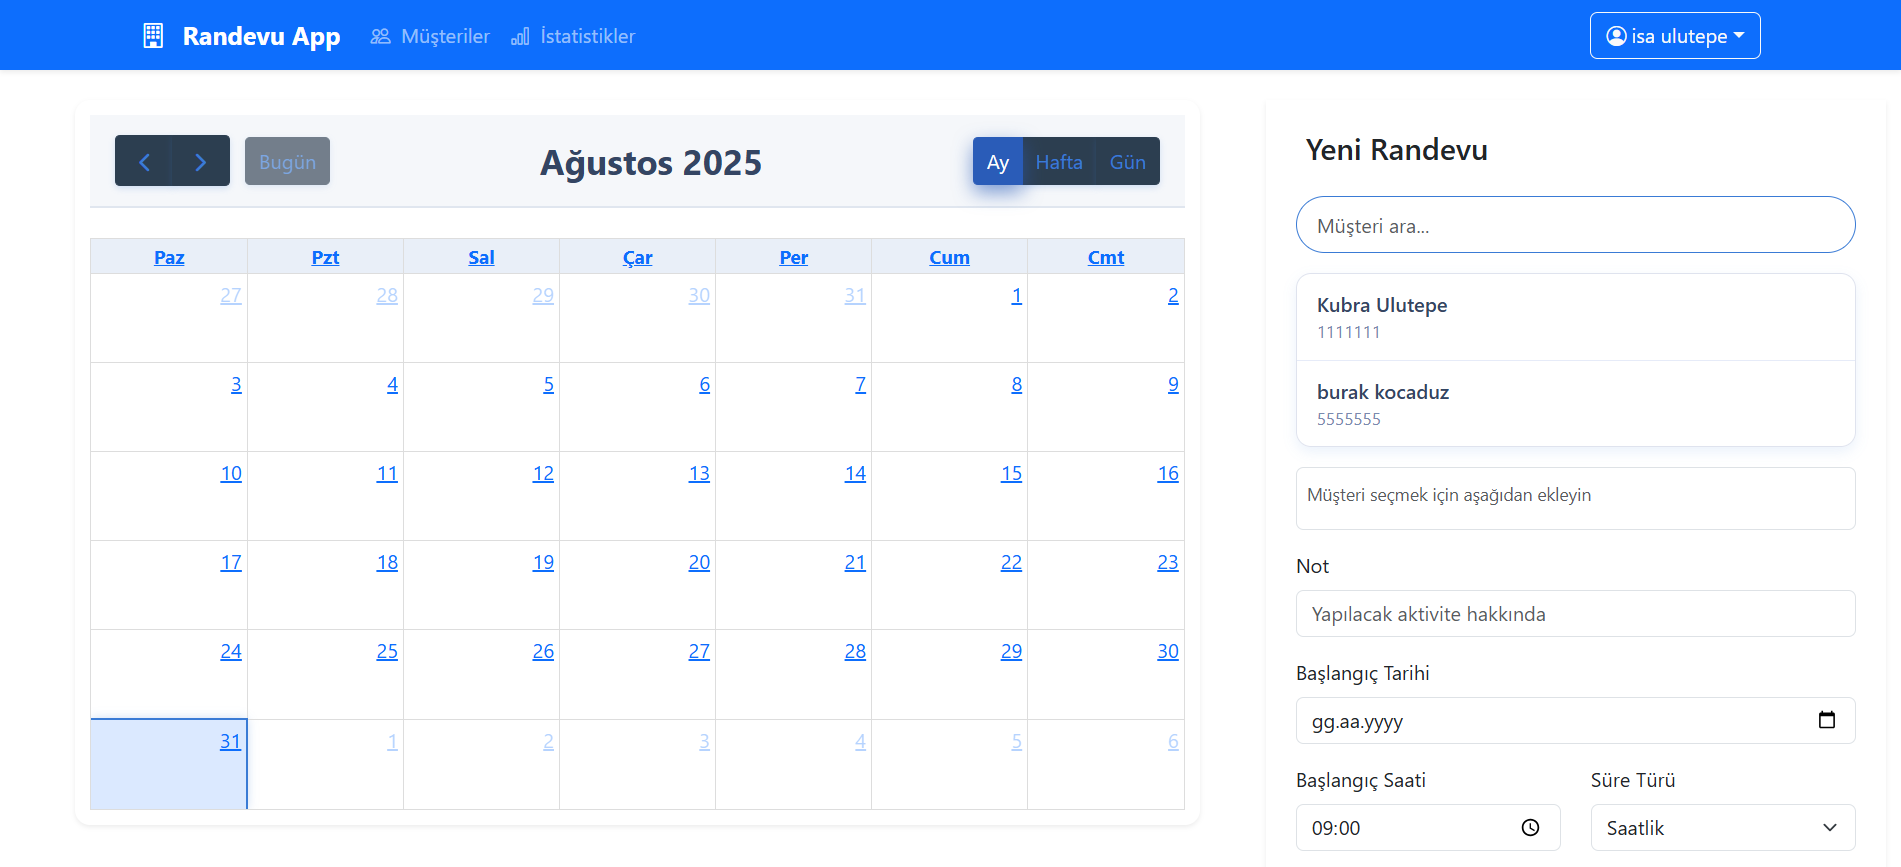 Randevu App Müşteriler İstatistikler isa ulutepe
Bugün Ağustos 2025 Ay Hafta Gün
Paz Pzt Sal Çar Per Cum Cmt
27 28 29 30 31 1 2
3 4 5 6 7 8 9
10 11 12 13 14 15 16
17 18 19 20 21 22 23
24 25 26 27 28 29 30
31 1 2 3 4 5 6
Yeni Randevu
Müşteri ara...
Kubra Ulutepe
1111111
burak kocaduz
5555555
Müşteri seçmek için aşağıdan ekleyin
Not
Yapılacak aktivite hakkında
Başlangıç Tarihi
gg.aa.yyyy
Başlangıç Saati Süre Türü
09:00 Saatlik